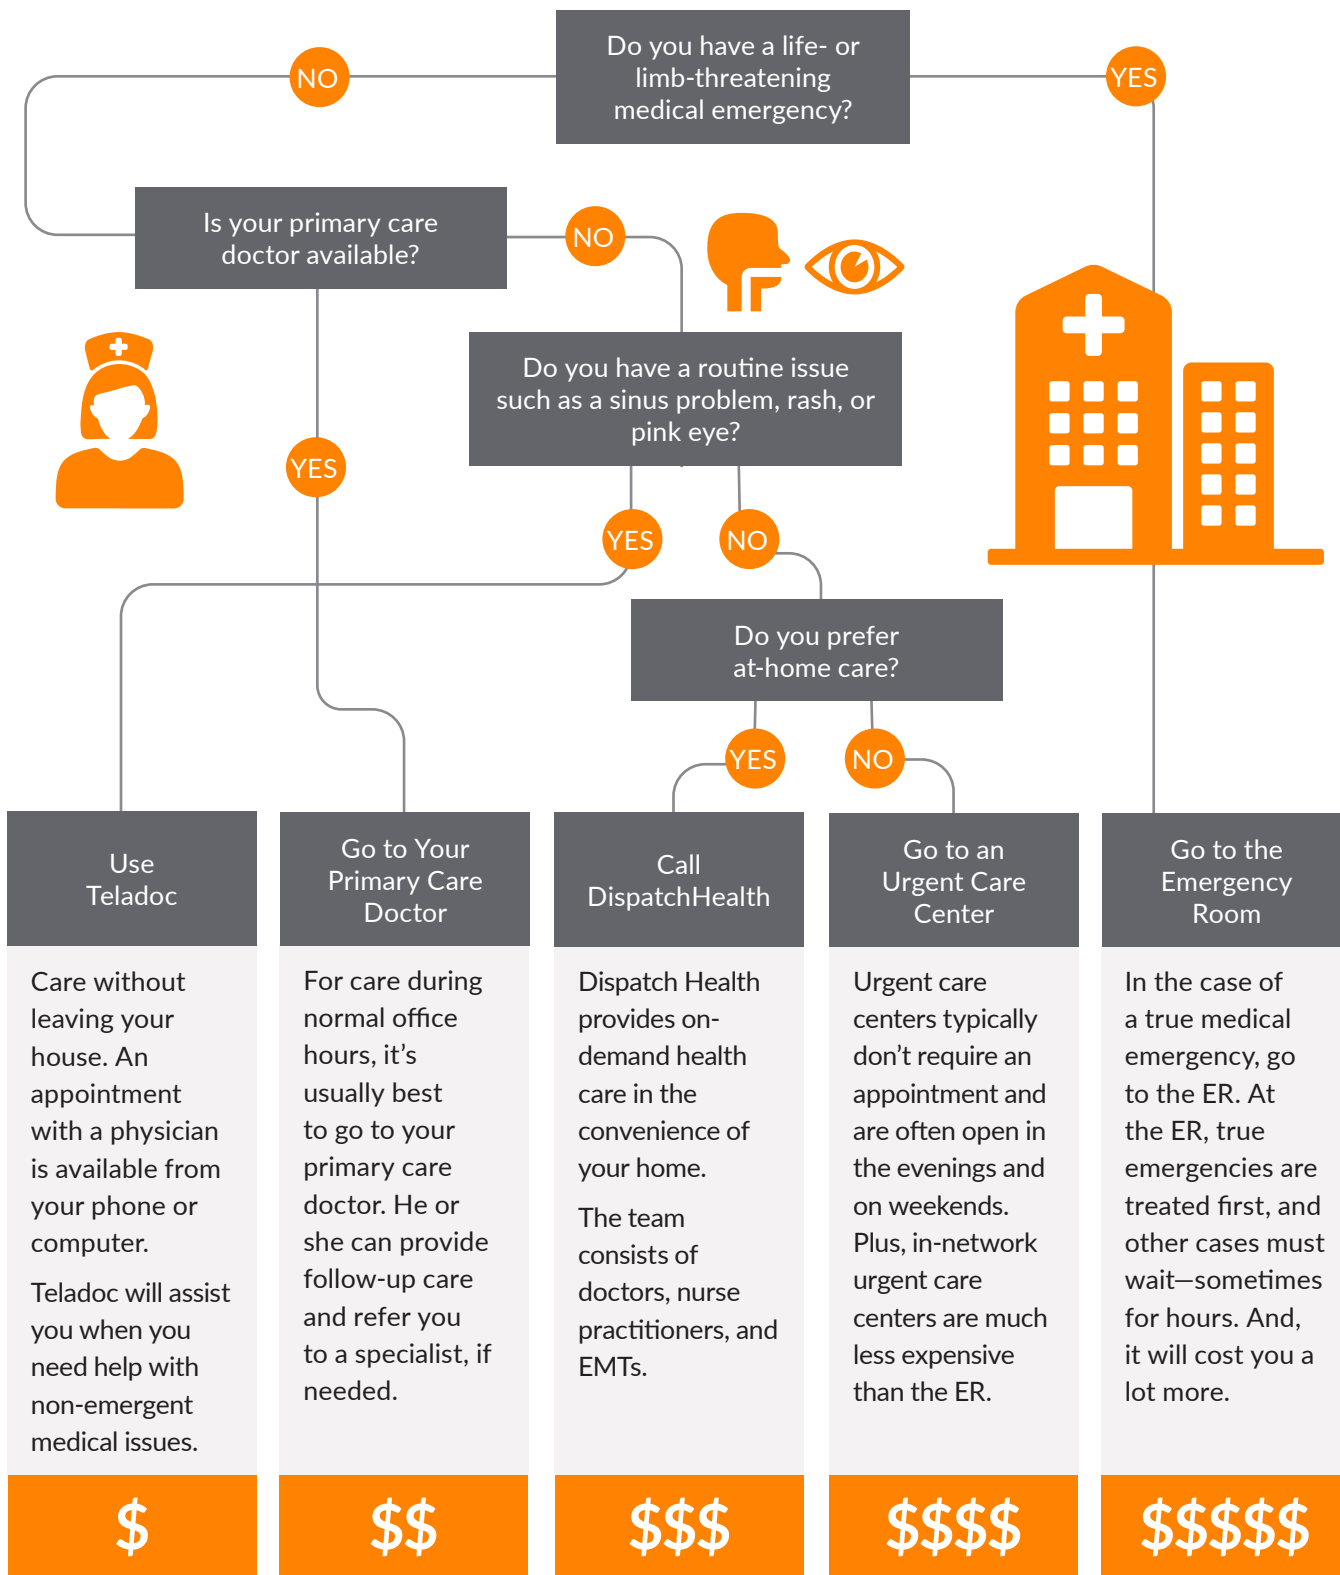 Do you have a life- or
limb-threatening
medical emergency?
NO
YES
Is your primary care
doctor available?
NO
Do you have a routine issue
such as a sinus problem, rash, or
pink eye?
YES
YES
NO
Do you prefer
at-home care?
YES
NO
Use
Teladoc
Care without
leaving your
house. An
appointment
with a physician
is available from
your phone or
computer.
Teladoc will assist
you when you
need help with
non-emergent
medical issues.
$
Go to Your
Primary Care
Doctor
For care during
normal office
hours, it’s
usually best
to go to your
primary care
doctor. He or
she can provide
follow-up care
and refer you
to a specialist, if
needed.
$$
Call
DispatchHealth
Dispatch Health
provides on-
demand health
care in the
convenience of
your home.
The team
consists of
doctors, nurse
practitioners, and
EMTs.
$$$
Go to an
Urgent Care
Center
Urgent care
centers typically
don’t require an
appointment and
are often open in
the evenings and
on weekends.
Plus, in-network
urgent care
centers are much
less expensive
than the ER.
$$$$
Go to the
Emergency
Room
In the case of
a true medical
emergency, go
to the ER. At
the ER, true
emergencies are
treated first, and
other cases must
wait—sometimes
for hours. And,
it will cost you a
lot more.
$$$$$